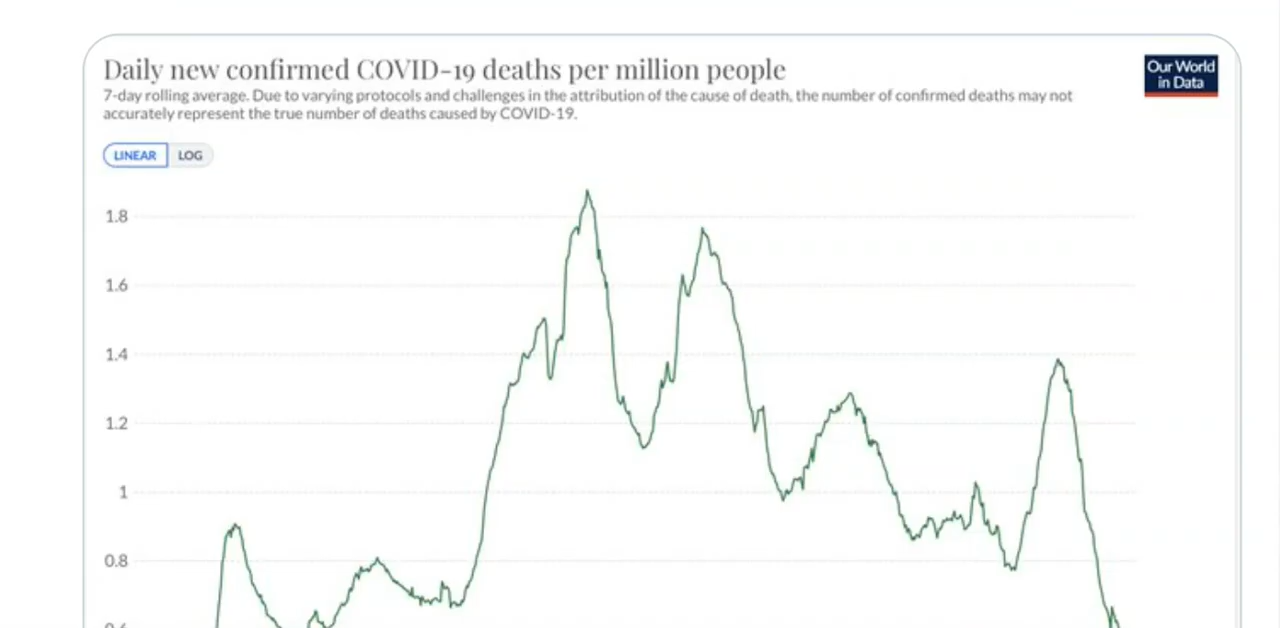 Daily new confirmed COVID-19 deaths per million people
Our World
in Data
7-day rolling average. Due to varying protocols and challenges in the attribution of the cause of death, the number of confirmed deaths may not
accurately represent the true number of deaths caused by COVID-19.
LINEAR LOG
1.8
1.6
1.4
1.2
1
0.8